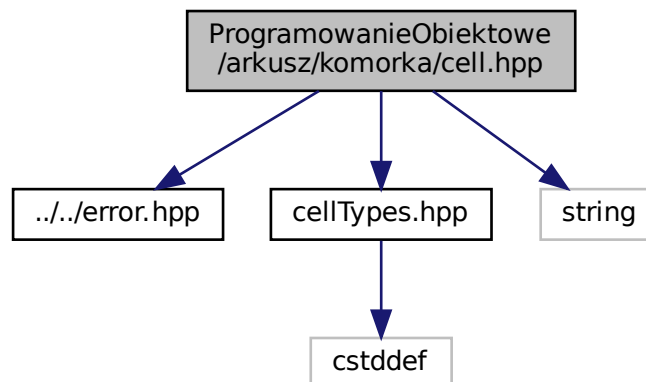 ProgramowanieObiektowe
/arkusz/komorka/cell.hpp
../../error.hpp
cellTypes.hpp
string
cstddef